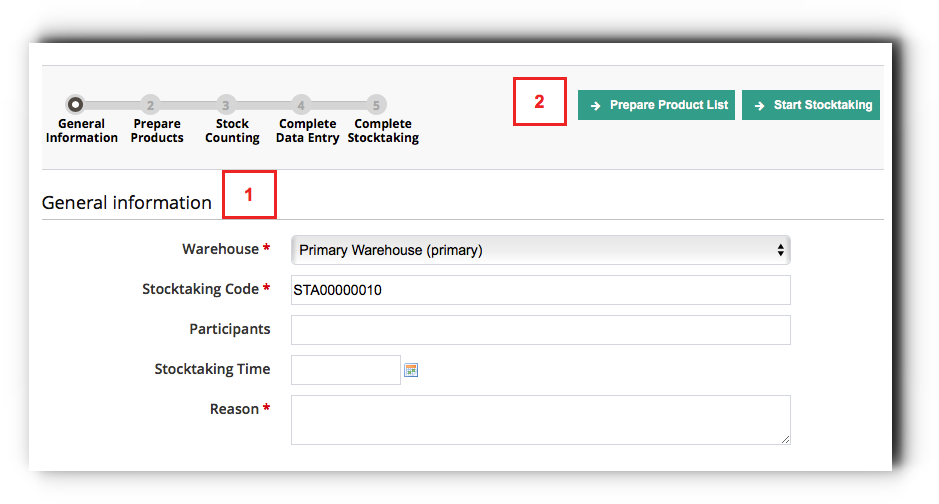 2 3 4 5
General Prepare Stock Complete Complete
Information Products Counting Data Entry Stocktaking
2
Prepare Product List
Start Stocktaking
General information
1
Warehouse *
Primary Warehouse (primary)
Stocktaking Code *
STA00000010
Participants
Stocktaking Time
Reason *